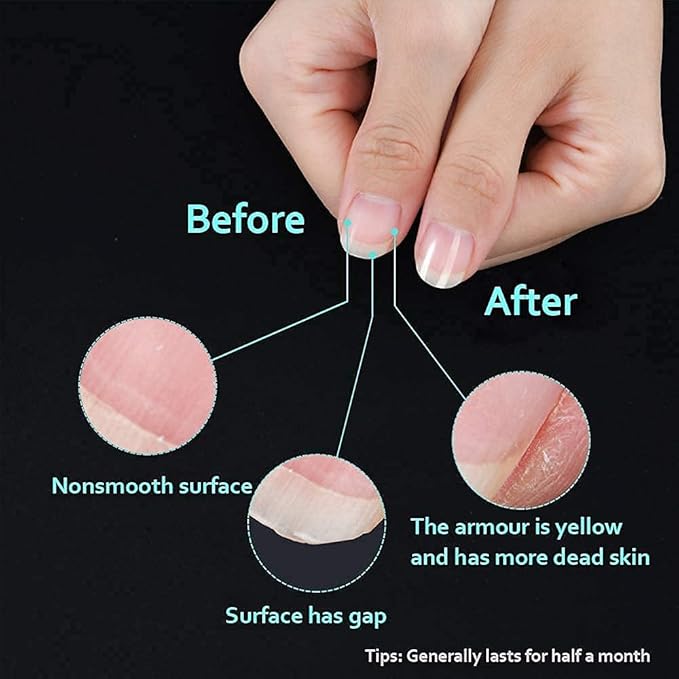 Before
After
Nonsmooth surface
The armour is yellow
and has more dead skin
Surface has gap
Tips: Generally lasts for half a month